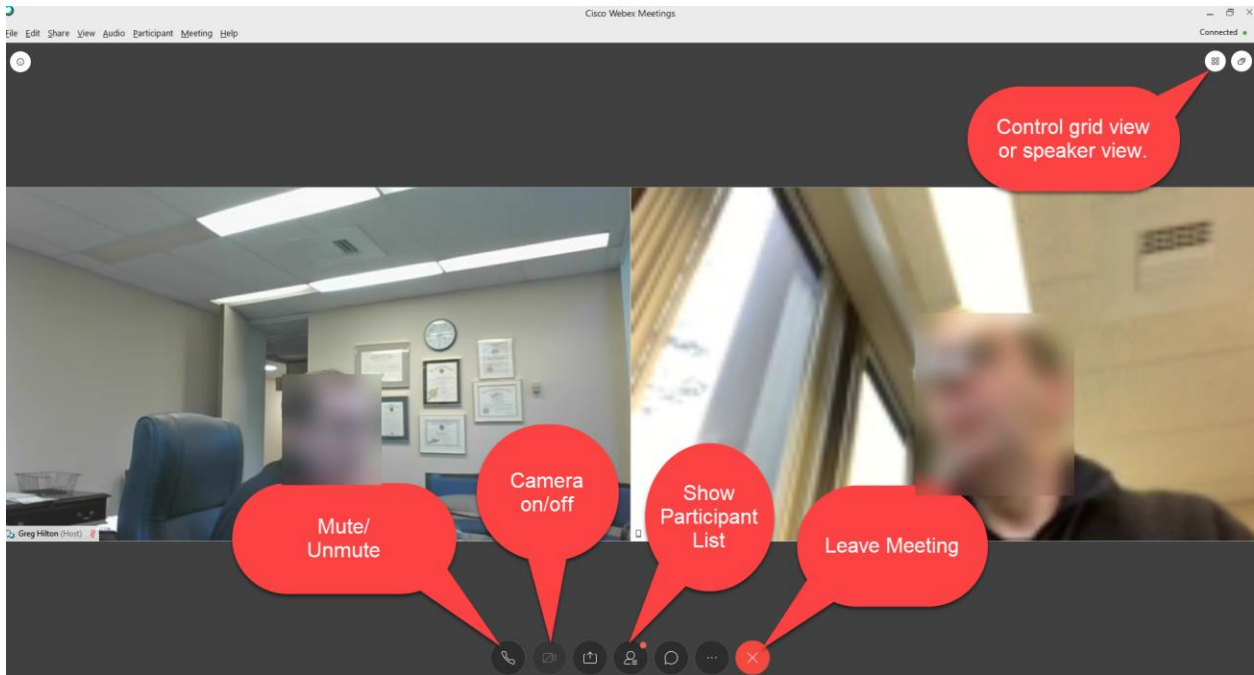 Cisco Webex Meetings
File Edit Share View Audio Participant Meeting Help
Connected
Control grid view
or speaker view.
Camera
on/off
Show
Participant
List
Mute/
Unmute
Leave Meeting
Greg Hilton (Host)